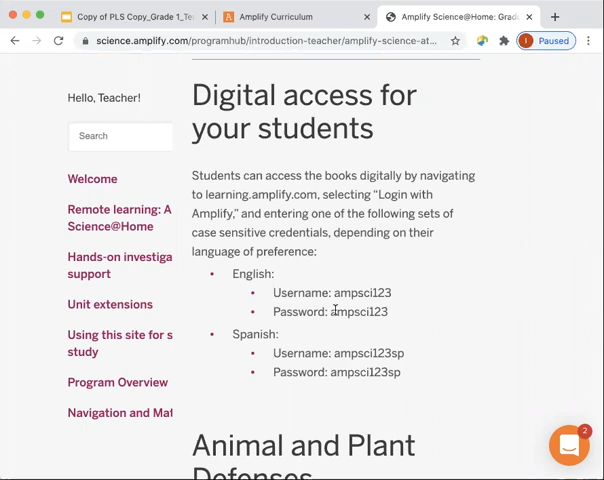 Copy of PLS Copy_Grade 1_Te
Amplify Curriculum
Amplify Science@Home: Grad
science.amplify.com/programhub/introduction-teacher/amplify-science-at...
I
Paused
Hello, Teacher!
Search
Welcome
Remote learning: A
Science@Home
Hands-on investiga
support
Unit extensions
Using this site for s
study
Program Overview
Navigation and Mat
Digital access for
your students
Students can access the books digitally by navigating
to learning.amplify.com, selecting “Login with
Amplify,” and entering one of the following sets of
case sensitive credentials, depending on their
language of preference:
• English:
• Username: ampsci123
• Password: ampsci123
• Spanish:
• Username: ampsci123sp
• Password: ampsci123sp
Animal and Plant
Defenses
2